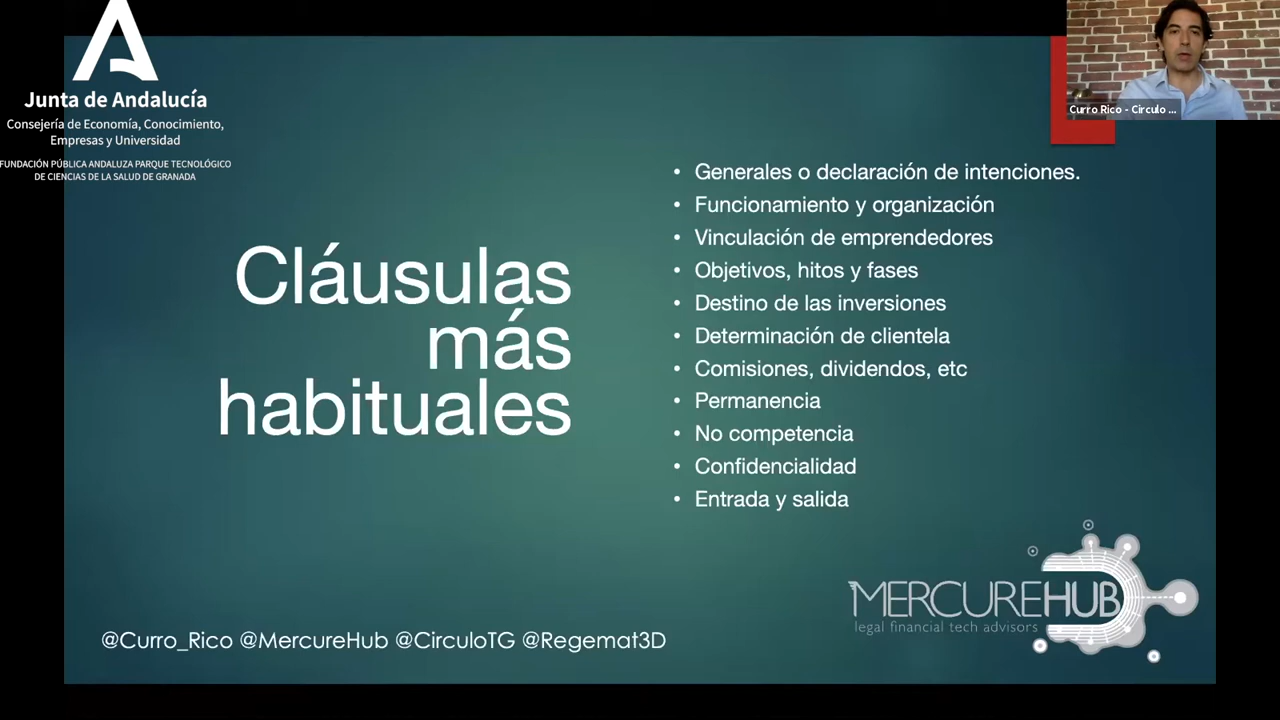 Junta de Andalucía
Consejería de Economía, Conocimiento,
Empresas y Universidad
FUNDACIÓN PÚBLICA ANDALUZA PARQUE TECNOLÓGICO
DE CIENCIAS DE LA SALUD DE GRANADA
Curro Rico - Circulo ...
Cláusulas
más
habituales
• Generales o declaración de intenciones.
• Funcionamiento y organización
• Vinculación de emprendedores
• Objetivos, hitos y fases
• Destino de las inversiones
• Determinación de clientela
• Comisiones, dividendos, etc
• Permanencia
• No competencia
• Confidencialidad
• Entrada y salida
MERCUREHUB
legal financial tech advisors
@Curro_Rico @MercureHub @CirculoTG @Regemat3D